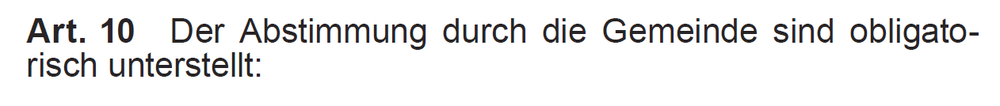 Art. 10 Der Abstimmung durch die Gemeinde sind obligato-
risch unterstellt: